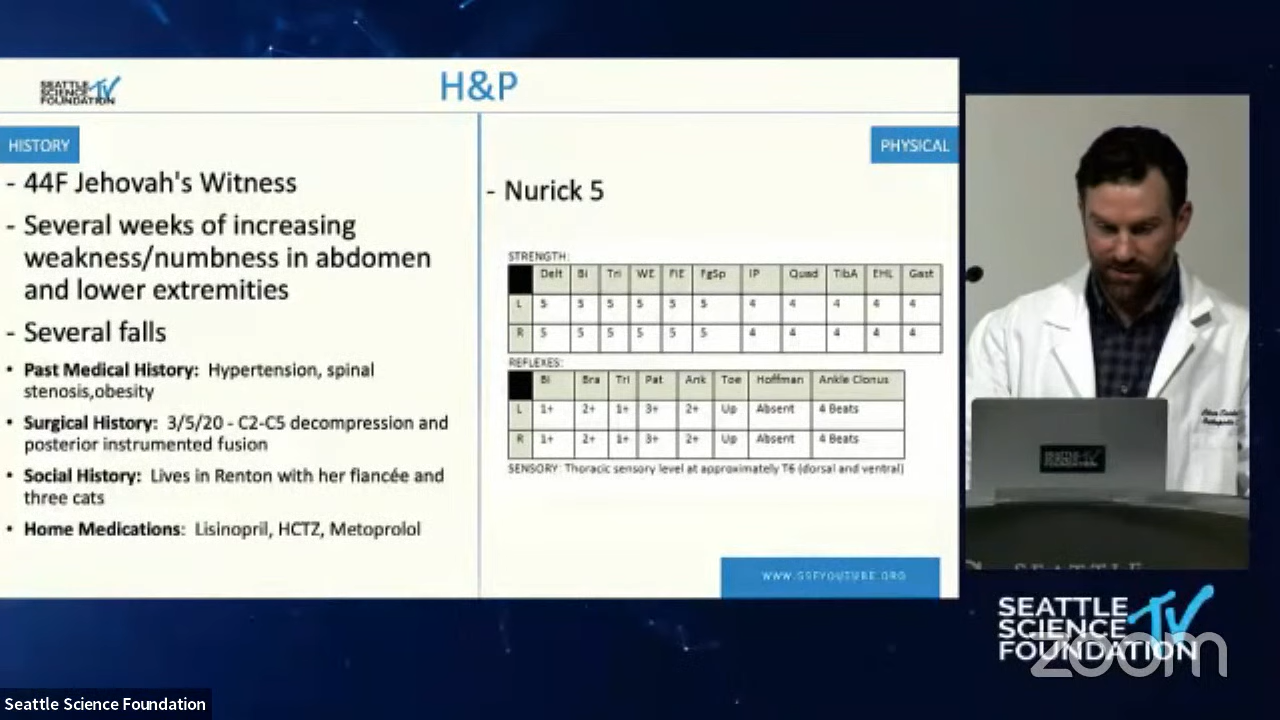 SEATTLE
SCIENCE
FOUNDATION
TV
H&P
HISTORY
- 44F Jehovah's Witness
- Several weeks of increasing
weakness/numbness in abdomen
and lower extremities
- Several falls
• Past Medical History: Hypertension, spinal
stenosis,obesity
• Surgical History: 3/5/20 - C2-C5 decompression and
posterior instrumented fusion
• Social History: Lives in Renton with her fiancée and
three cats
• Home Medications: Lisinopril, HCTZ, Metoprolol
PHYSICAL
- Nurick 5
STRENGTH:
Delt Bi Tri WE FlE FgSp IP Quad TibA EHL Gast
L 5 5 5 5 5 5 4 4 4 4 4
R 5 5 5 5 5 5 4 4 4 4 4
REFLEXES:
Bi Bra Tri Pat Ank Toe Hoffman Ankle Clonus
L 1+ 2+ 1+ 3+ 2+ Up Absent 4 Beats
R 1+ 2+ 1+ 3+ 2+ Up Absent 4 Beats
SENSORY: Thoracic sensory level at approximately T6 (dorsal and ventral)
WWW.SSFYOUTUBE.ORG
SEATTLE
SCIENCE
FOUNDATION
TV
zoom
Seattle Science Foundation